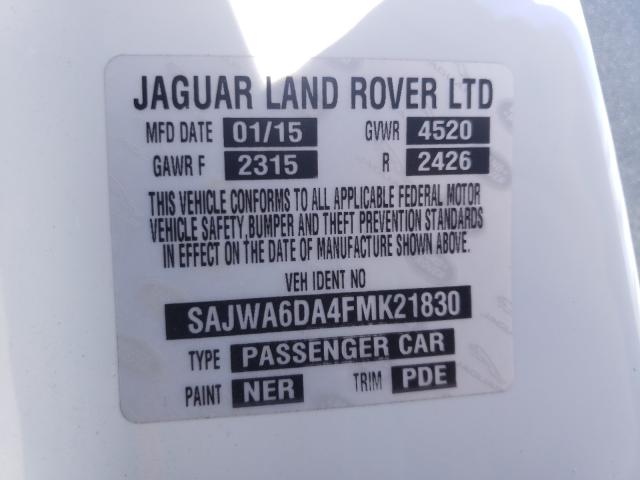 JAGUAR LAND ROVER LTD
MFD DATE 01/15 GVWR 4520
GAWR F 2315 R 2426
THIS VEHICLE CONFORMS TO ALL APPLICABLE FEDERAL MOTOR
VEHICLE SAFETY, BUMPER AND THEFT PREVENTION STANDARDS
IN EFFECT ON THE DATE OF MANUFACTURE SHOWN ABOVE.
VEH IDENT NO
SAJWA6DA4FMK21830
TYPE PASSENGER CAR
PAINT NER TRIM PDE